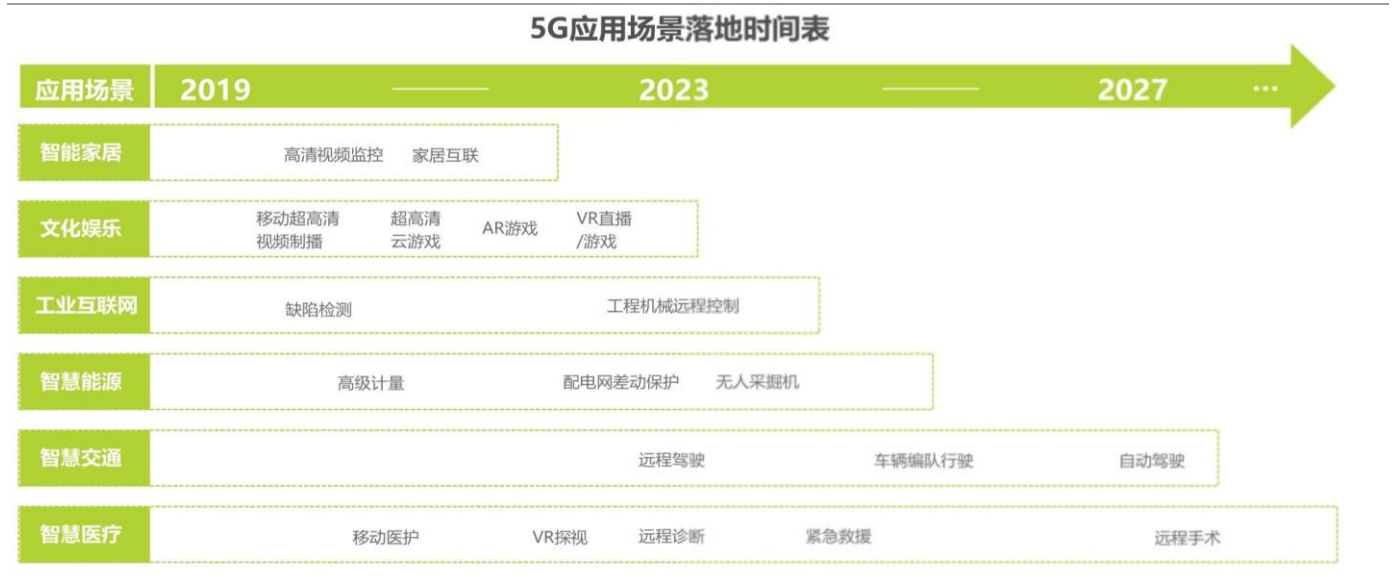 5G应用场景落地时间表
应用场景 2019 2023 2027 ...
智能家居 高清视频监控 家居互联
文化娱乐 移动超高清 超高清 AR游戏 VR直播
视频制播 云游戏 /游戏
工业互联网 缺陷检测 工程机械远程控制
智慧能源 高级计量 配电网差动保护 无人采掘机
智慧交通 远程驾驶 车辆编队行驶 自动驾驶
智慧医疗 移动医护 VR探视 远程诊断 紧急救援 远程手术